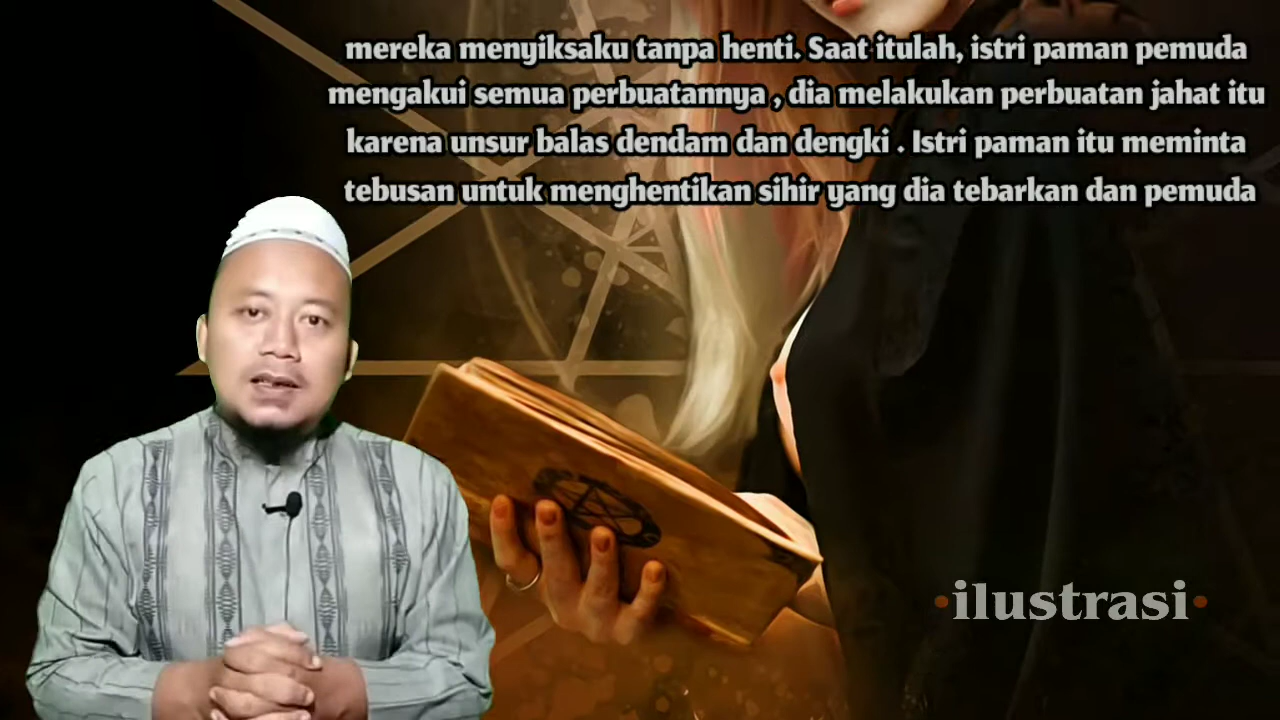 mereka menyiksaku tanpa henti. Saat itulah, istri paman pemuda
mengakui semua perbuatannya , dia melakukan perbuatan jahat itu
karena unsur balas dendam dan dengki . Istri paman itu meminta
tebusan untuk menghentikan sihir yang dia tebarkan dan pemuda
•ilustrasi•